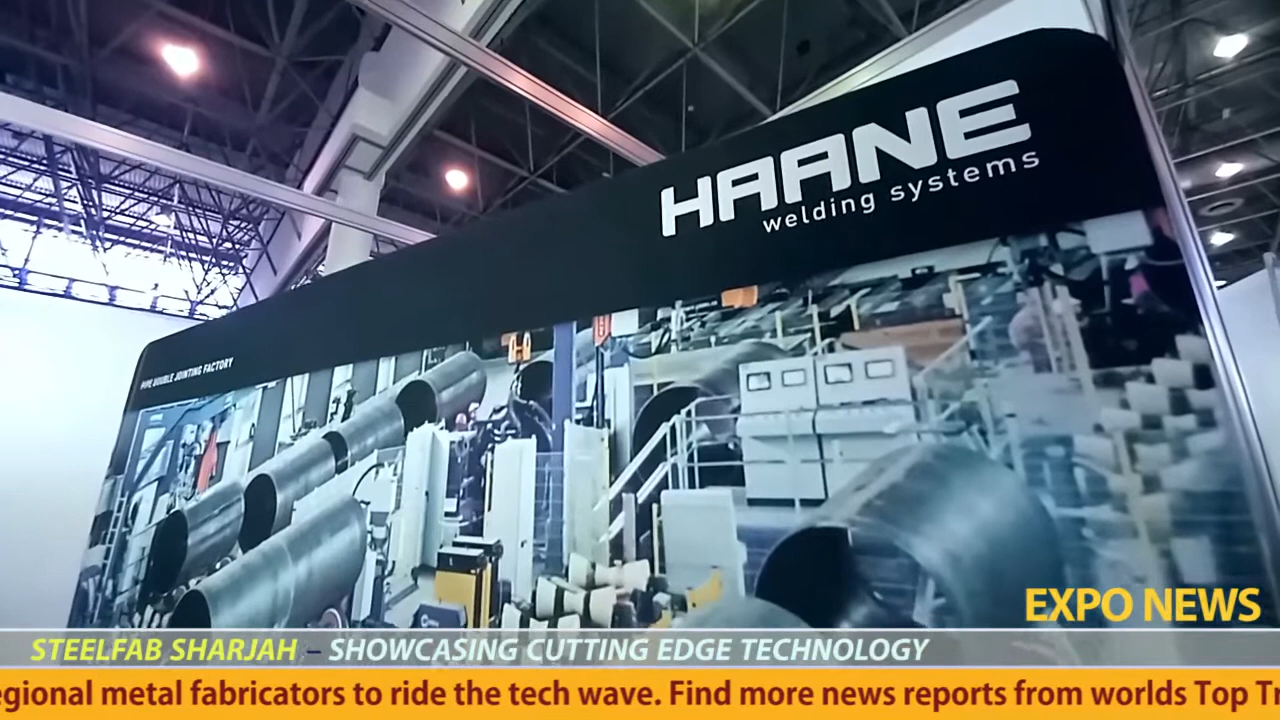 HAANE
welding systems
PIPE DOUBLE JOINTING FACTORY
EXPO NEWS
STEELFAB SHARJAH – SHOWCASING CUTTING EDGE TECHNOLOGY
egional metal fabricators to ride the tech wave. Find more news reports from worlds Top Tr